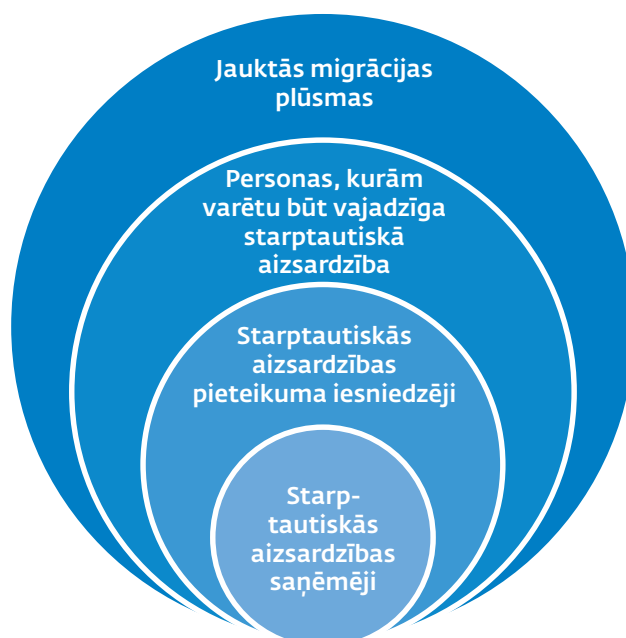 Jauktās migrācijas
plūsmas
Personas, kurām
varētu būt vajadzīga
starptautiskā
aizsardzība
Starptautiskās
aizsardzības
pieteikuma iesniedzēji
Starp-
tautiskās
aizsardzības
saņēmēji